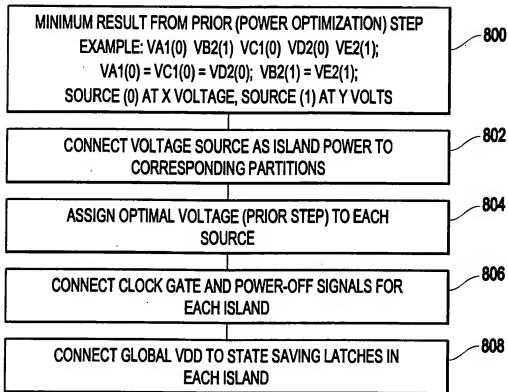 MINIMUM RESULT FROM PRIOR (POWER OPTIMIZATION) STEP
EXAMPLE: VA1(0) VB2(1) VC1(0) VD2(0) VE2(1);
VA1(0) = VC1(0) = VD2(0); VB2(1) = VE2(1);
SOURCE (0) AT X VOLTAGE, SOURCE (1) AT Y VOLTS
800
CONNECT VOLTAGE SOURCE AS ISLAND POWER TO
CORRESPONDING PARTITIONS
802
ASSIGN OPTIMAL VOLTAGE (PRIOR STEP) TO EACH
SOURCE
804
CONNECT CLOCK GATE AND POWER-OFF SIGNALS FOR
EACH ISLAND
806
CONNECT GLOBAL VDD TO STATE SAVING LATCHES IN
EACH ISLAND
808